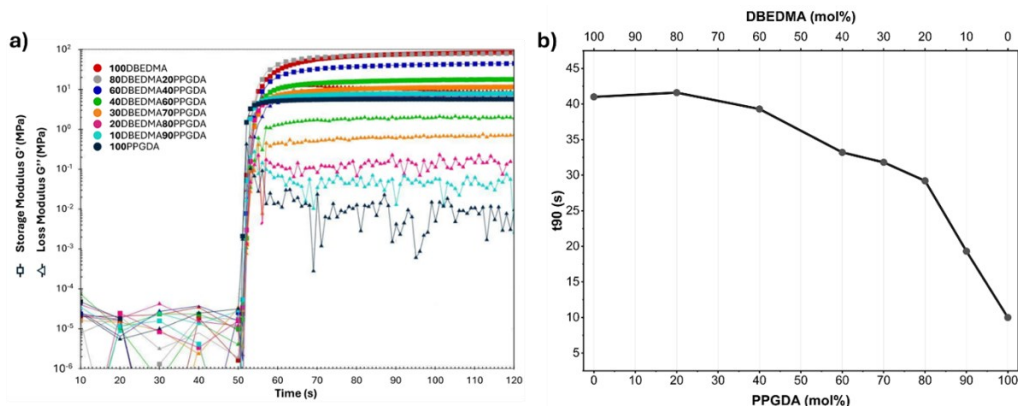 a)
Storage Modulus G' (MPa)
Loss Modulus G'' (MPa)
10²
10¹
10⁰
10⁻¹
10⁻²
10⁻³
10⁻⁴
10⁻⁵
10⁻⁶
100DBEDMA
80DBEDMA20PPGDA
60DBEDMA40PPGDA
40DBEDMA60PPGDA
30DBEDMA70PPGDA
20DBEDMA80PPGDA
10DBEDMA90PPGDA
100PPGDA
10 20 30 40 50 60 70 80 90 100 110 120
Time (s)
b)
DBEDMA (mol%)
100 90 80 70 60 50 40 30 20 10 0
t90 (s)
45
40
35
30
25
20
15
10
5
0 10 20 30 40 50 60 70 80 90 100
PPGDA (mol%)